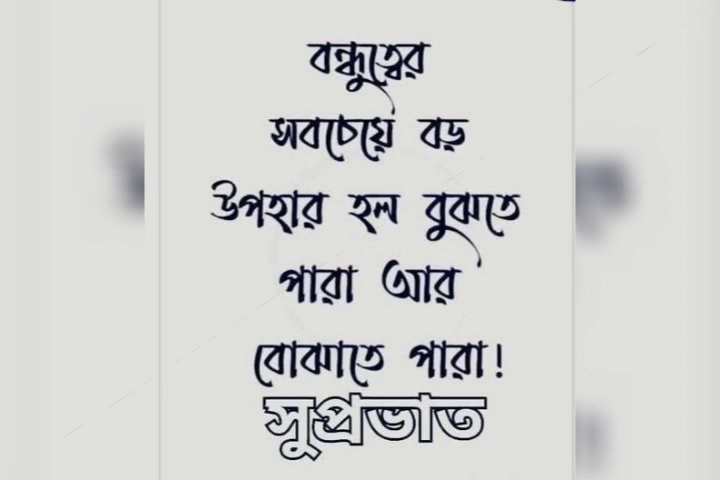 বন্ধুত্বের
সবচেয়ে বড়
উপহার হল বুঝতে
পারা আর
বোঝাতে পারা!
সুপ্রভাত